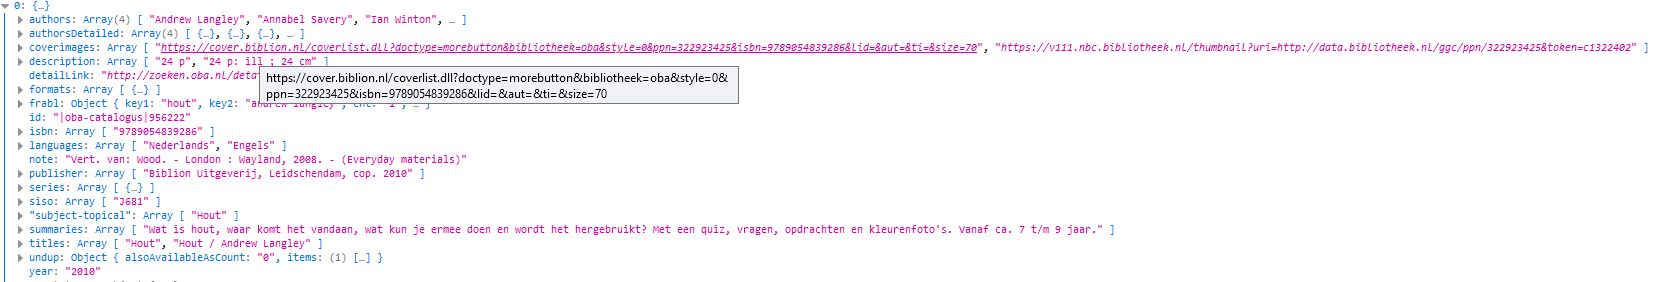 0: {…}
authors: Array(4) [ "Andrew Langley", "Annabel Savery", "Ian Winton", … ]
authorsDetailed: Array(4) [ {…}, {…}, {…}, … ]
coverimages: Array [ "https://cover.biblion.nl/coverlist.dll?doctype=morebutton&bibliotheek=oba&style=0&ppn=322923425&isbn=9789054839286&lid=&aut=&ti=&size=70", "https://v111.nbc.bibliotheek.nl/thumbnail?uri=http://data.bibliotheek.nl/ggc/ppn/322923425&token=c1322402" ]
description: Array [ "24 p", "24 p: ill ; 24 cm" ]
detailLink: "http://zoeken.oba.nl/deta
https://cover.biblion.nl/coverlist.dll?doctype=morebutton&bibliotheek=oba&style=0&
ppn=322923425&isbn=9789054839286&lid=&aut=&ti=&size=70
formats: Array [ {…} ]
frabl: Object { key1: "hout", key2: "andrew langley", cnt: "1", … }
id: "|oba-catalogus|956222"
isbn: Array [ "9789054839286" ]
languages: Array [ "Nederlands", "Engels" ]
note: "Vert. van: Wood. - London : Wayland, 2008. - (Everyday materials)"
publisher: Array [ "Biblion Uitgeverij, Leidschendam, cop. 2010" ]
series: Array [ {…} ]
siso: Array [ "J681" ]
"subject-topical": Array [ "Hout" ]
summaries: Array [ "Wat is hout, waar komt het vandaan, wat kun je ermee doen en wordt het hergebruikt? Met een quiz, vragen, opdrachten en kleurenfoto's. Vanaf ca. 7 t/m 9 jaar." ]
titles: Array [ "Hout", "Hout / Andrew Langley" ]
undup: Object { alsoAvailableAsCount: "0", items: (1) […] }
year: "2010"